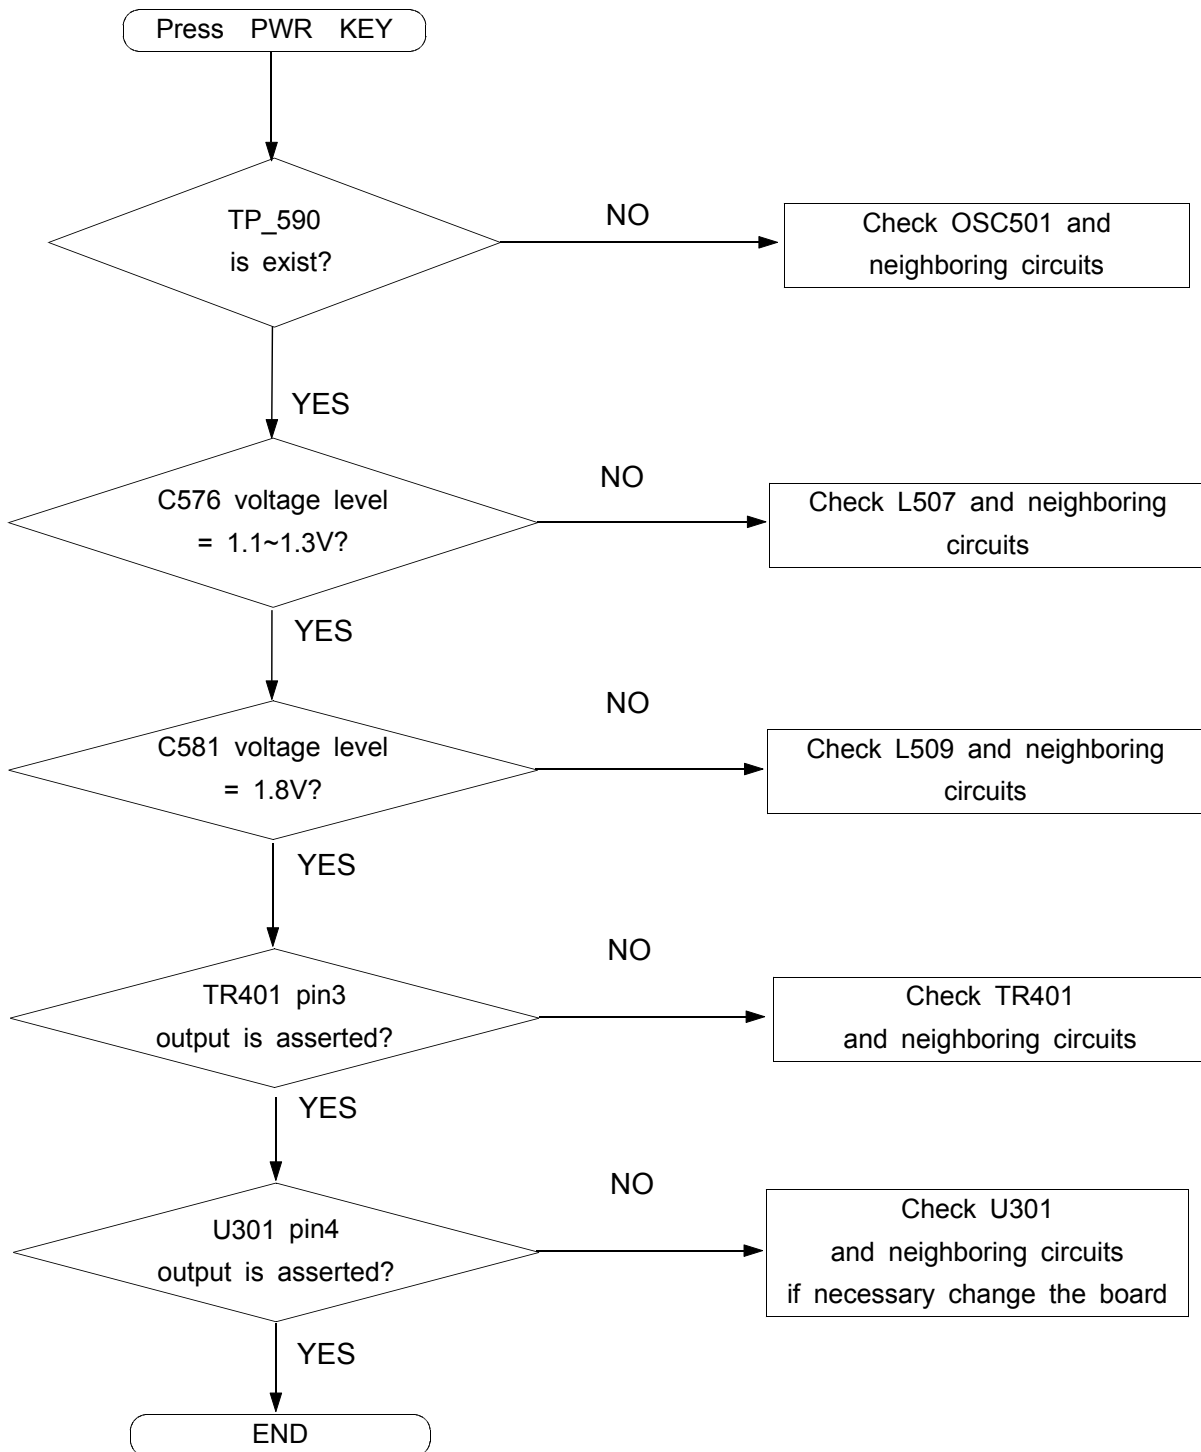 Press PWR KEY
TP_590
is exist?
NO
Check OSC501 and
neighboring circuits
YES
C576 voltage level
= 1.1~1.3V?
NO
Check L507 and neighboring
circuits
YES
C581 voltage level
= 1.8V?
NO
Check L509 and neighboring
circuits
YES
TR401 pin3
output is asserted?
NO
Check TR401
and neighboring circuits
YES
U301 pin4
output is asserted?
NO
Check U301
and neighboring circuits
if necessary change the board
YES
END